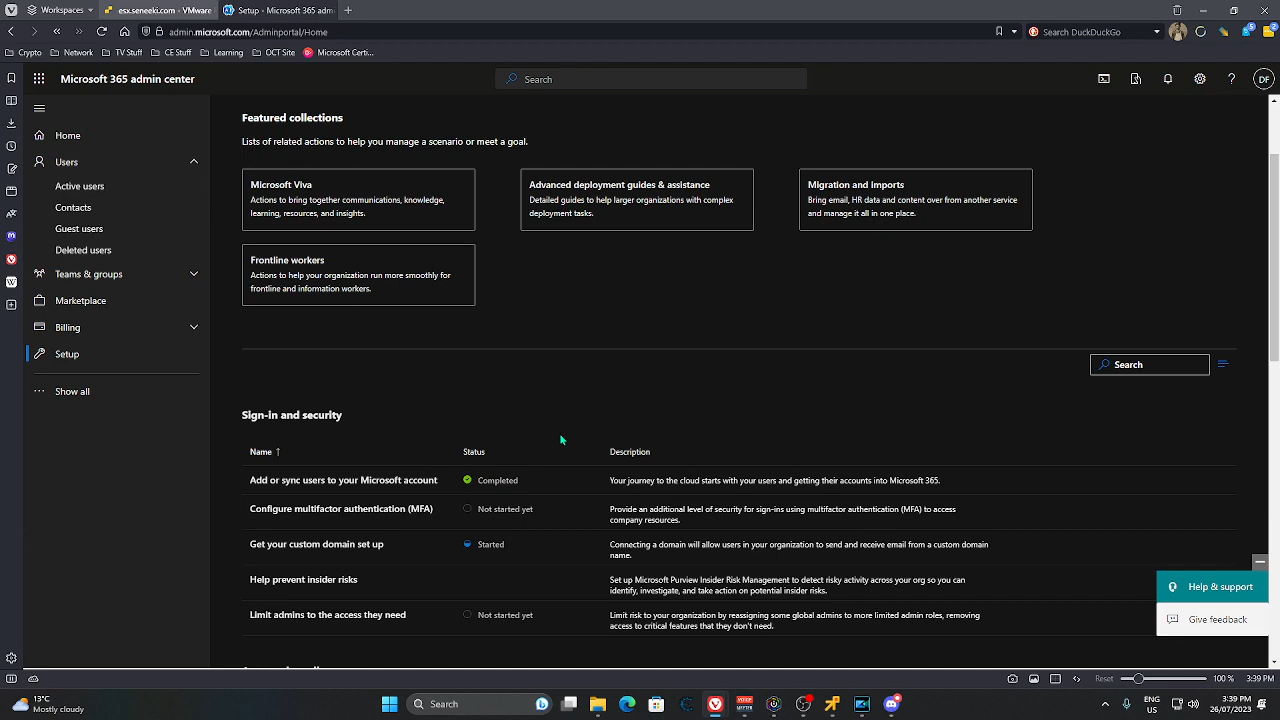 Workspaces
esx.seneeki.com - VMware
Setup - Microsoft 365 adm
admin.microsoft.com/Adminportal/Home
Search DuckDuckGo
Crypto
Network
TV Stuff
CE Stuff
Learning
OCT Site
Microsoft Certi...
Microsoft 365 admin center
Search
DF
Home
Users
Active users
Contacts
Guest users
Deleted users
Teams & groups
Marketplace
Billing
Setup
Show all
Featured collections
Lists of related actions to help you manage a scenario or meet a goal.
Microsoft Viva
Actions to bring together communications, knowledge,
learning, resources, and insights.
Advanced deployment guides & assistance
Detailed guides to help larger organizations with complex
deployment tasks.
Migration and imports
Bring email, HR data and content over from another service
and manage it all in one place.
Frontline workers
Actions to help your organization run more smoothly for
frontline and information workers.
Search
Sign-in and security
Name ↑ Status Description
Add or sync users to your Microsoft account Completed Your journey to the cloud starts with your users and getting their accounts into Microsoft 365.
Configure multifactor authentication (MFA) Not started yet Provide an additional level of security for sign-ins using multifactor authentication (MFA) to access
company resources.
Get your custom domain set up Started Connecting a domain will allow users in your organization to send and receive email from a custom domain
name.
Help prevent insider risks Set up Microsoft Purview Insider Risk Management to detect risky activity across your org so you can
identify, investigate, and take action on potential insider risks.
Limit admins to the access they need Not started yet Limit risk to your organization by reassigning some global admins to more limited admin roles, removing
access to critical features that they don't need.
Help & support
Give feedback
Reset 100 % 3:39 PM
13°C
Mostly cloudy
Search
ENG
US
3:39 PM
26/07/2023